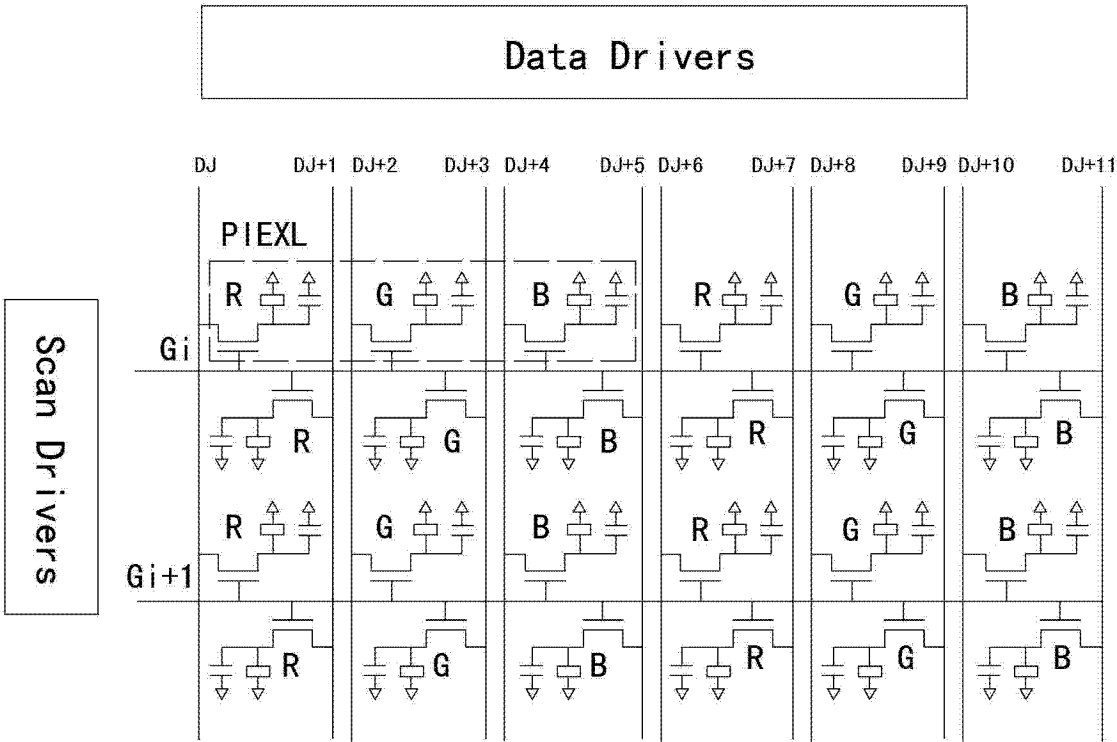 Data Drivers
DJ DJ+1 DJ+2 DJ+3 DJ+4 DJ+5 DJ+6 DJ+7 DJ+8 DJ+9 DJ+10 DJ+11
PIEXL
R G B R G B
Gi
R G B R G B
R G B R G B
Gi+1
R G B R G B
Scan Drivers